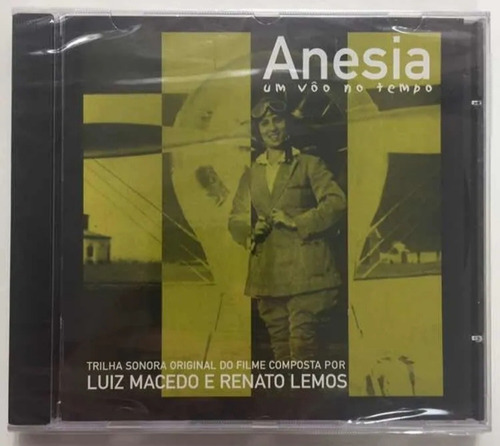 Anesia
um vôo no tempo
TRILHA SONORA ORIGINAL DO FILME COMPOSTA POR
LUIZ MACEDO E RENATO LEMOS